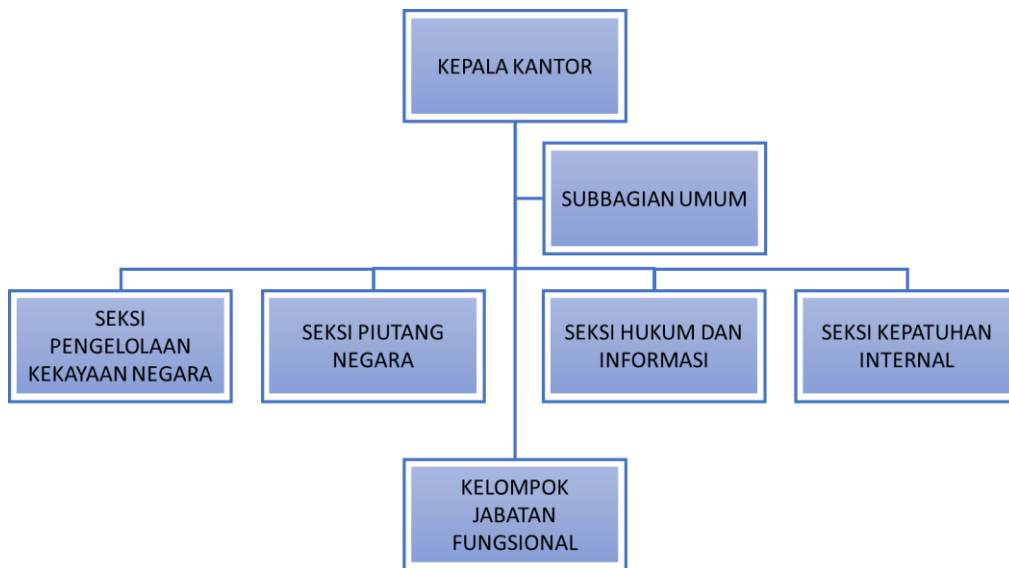 KEPALA KANTOR
SUBBAGIAN UMUM
SEKSI
PENGELOLAAN
KEKAYAAN NEGARA
SEKSI PIUTANG
NEGARA
SEKSI HUKUM DAN
INFORMASI
SEKSI KEPATUHAN
INTERNAL
KELOMPOK
JABATAN
FUNGSIONAL